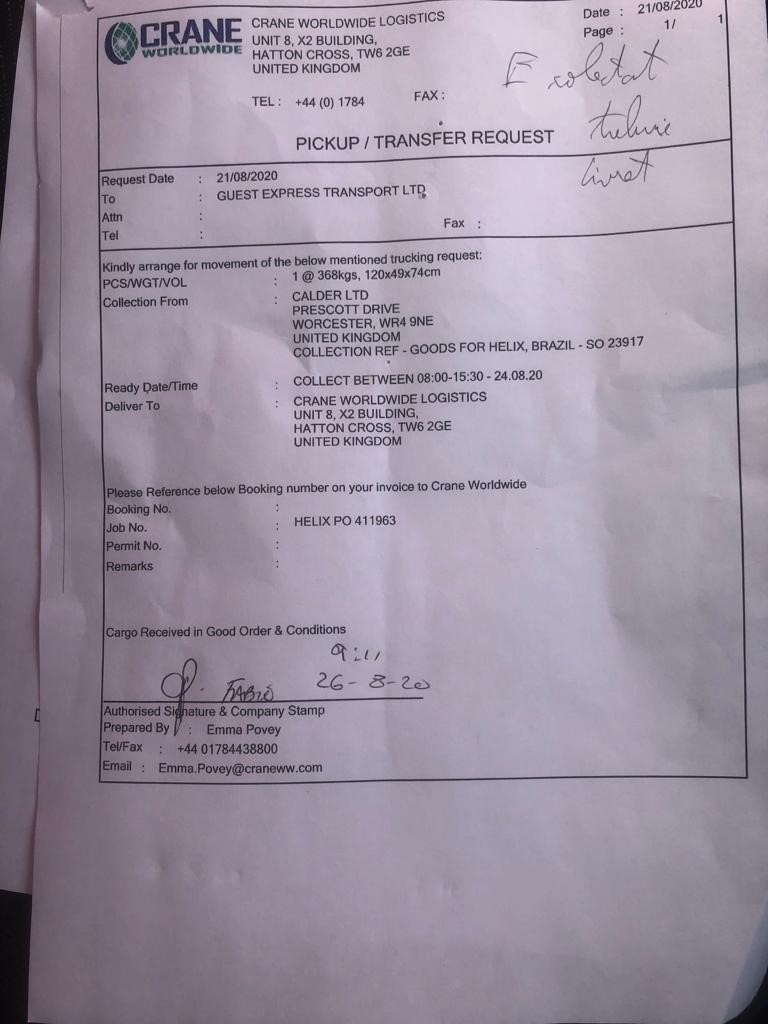 CRANE
WORLDWIDE
CRANE WORLDWIDE LOGISTICS
UNIT 8, X2 BUILDING,
HATTON CROSS, TW6 2GE
UNITED KINGDOM
Date : 21/08/2020
Page : 1/ 1
TEL : +44 (0) 1784 FAX :
E colectat
trebuie
livrat
PICKUP / TRANSFER REQUEST
Request Date : 21/08/2020
To : GUEST EXPRESS TRANSPORT LTD
Attn :
Tel : Fax :
Kindly arrange for movement of the below mentioned trucking request:
PCS/WGT/VOL : 1 @ 368kgs, 120x49x74cm
Collection From : CALDER LTD
PRESCOTT DRIVE
WORCESTER, WR4 9NE
UNITED KINGDOM
COLLECTION REF - GOODS FOR HELIX, BRAZIL - SO 23917
Ready Date/Time : COLLECT BETWEEN 08:00-15:30 - 24.08.20
Deliver To : CRANE WORLDWIDE LOGISTICS
UNIT 8, X2 BUILDING,
HATTON CROSS, TW6 2GE
UNITED KINGDOM
Please Reference below Booking number on your invoice to Crane Worldwide
Booking No. :
Job No. : HELIX PO 411963
Permit No. :
Remarks :
Cargo Received in Good Order & Conditions
9:11
FABIO 26-8-20
Authorised Signature & Company Stamp
Prepared By : Emma Povey
Tel/Fax : +44 01784438800
Email : Emma.Povey@craneww.com